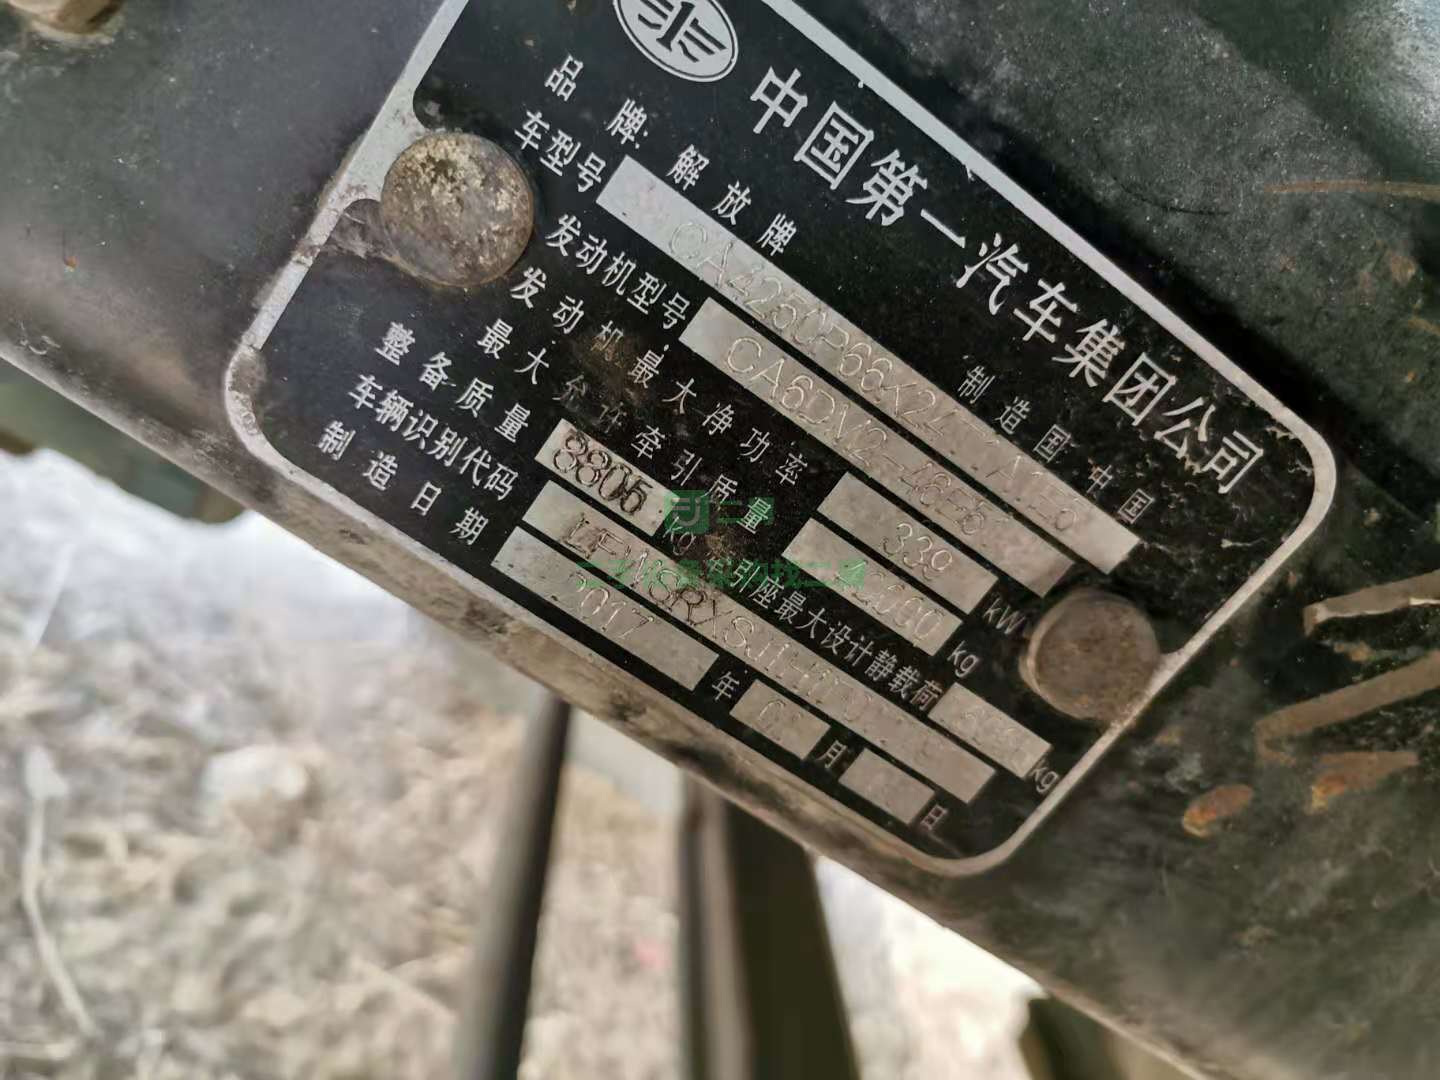 中国第一汽车集团公司
品牌: 解放牌 制造国 中国
车型号 CA4250P66K24T1A1E5
发动机型号 CA6DM2-46E51
发动机最大净功率 339 kW
最大允许牵引质量 kg
整备质量 8805 kg 引座最大设计静载荷 kg
车辆识别代码
制造日期 2017 年 月 日